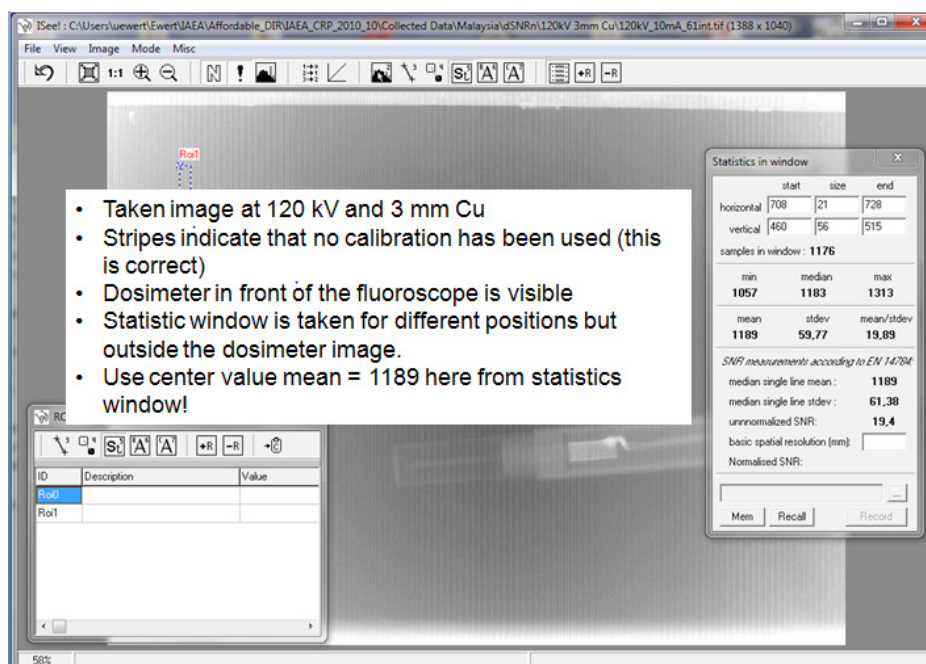 ISee! : C:\Users\uewert\Ewert\IAEA\Affordable_DIR\IAEA_CRP_2010_10\Collected Data\Malaysia\dSNRn\120kV 3mm Cu\120kV_10mA_61int.tif (1388 x 1040)
File View Image Mode Misc
1:1
N
!
+R
-R
Roi1
• Taken image at 120 kV and 3 mm Cu
• Stripes indicate that no calibration has been used (this
is correct)
• Dosimeter in front of the fluoroscope is visible
• Statistic window is taken for different positions but
outside the dosimeter image.
• Use center value mean = 1189 here from statistics
window!
Statistics in window
start size end
horizontal 708 21 728
vertical 460 56 515
samples in window : 1176
min median max
1057 1183 1313
mean stdev mean/stdev
1189 59,77 19,89
SNR measurements according to EN 14784:
median single line mean : 1189
median single line stdev : 61,38
unnnormalized SNR: 19,4
basic spatial resolution (mm):
Normalised SNR:
...
Mem Recall Record
+R -R
ID Description Value
Roi0
Roi1
58%